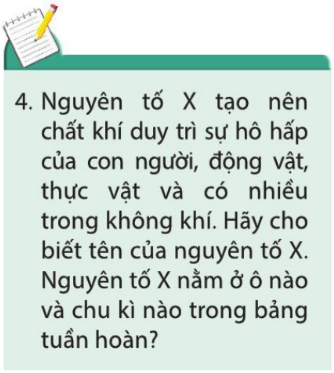 4. Nguyên tố X tạo nên
chất khí duy trì sự hô hấp
của con người, động vật,
thực vật và có nhiều
trong không khí. Hãy cho
biết tên của nguyên tố X.
Nguyên tố X nằm ở ô nào
và chu kì nào trong bảng
tuần hoàn?